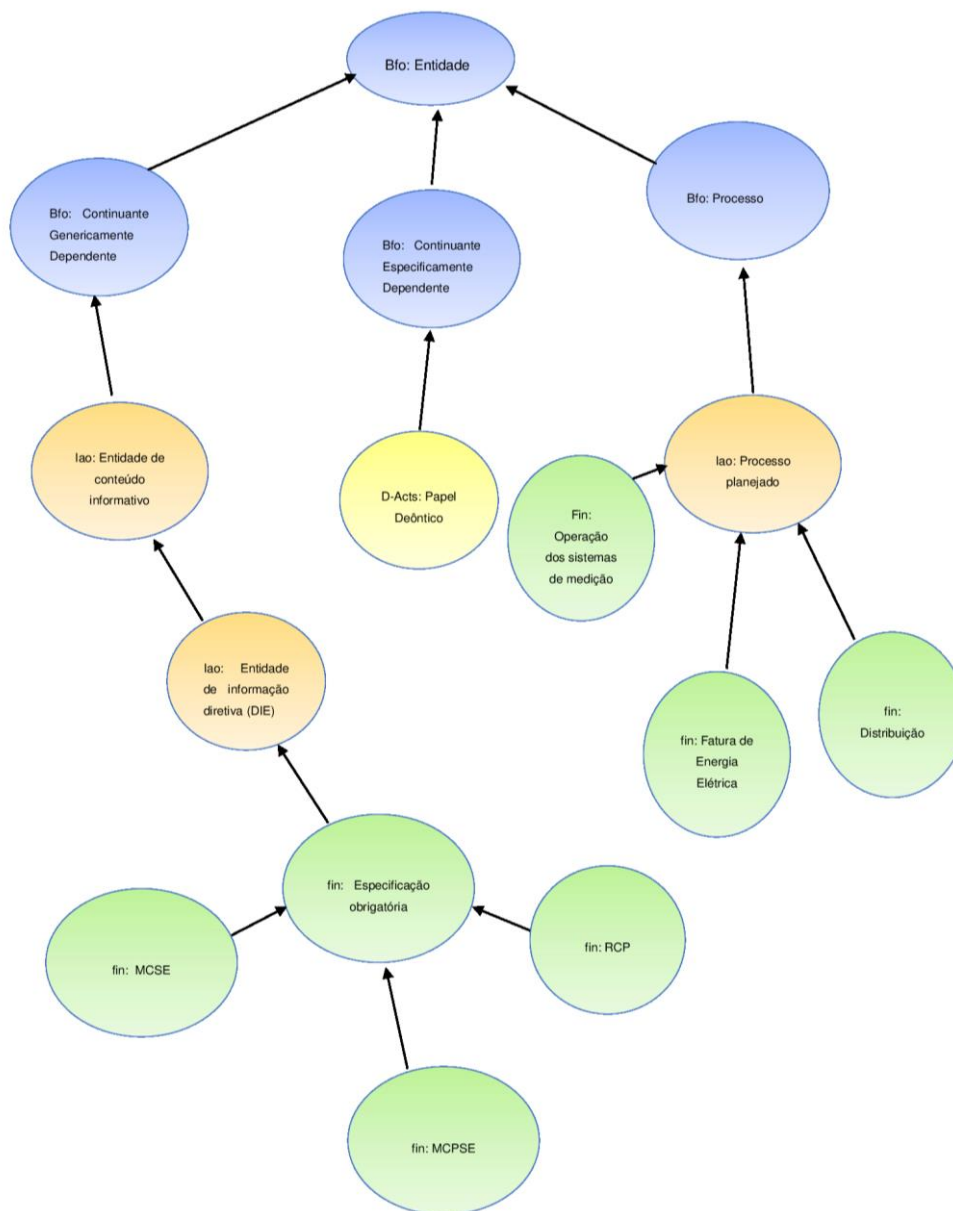 Bfo: Entidade
Bfo: Continuante
Genericamente
Dependente
Bfo: Continuante
Especificamente
Dependente
Bfo: Processo
Iao: Entidade de
conteúdo
informativo
D-Acts: Papel
Deôntico
Fin:
Operação
dos sistemas
de medição
Iao: Processo
planejado
Iao: Entidade
de informação
diretiva (DIE)
fin: Fatura de
Energia
Elétrica
fin:
Distribuição
fin: Especificação
obrigatória
fin: MCSE
fin: RCP
fin: MCPSE